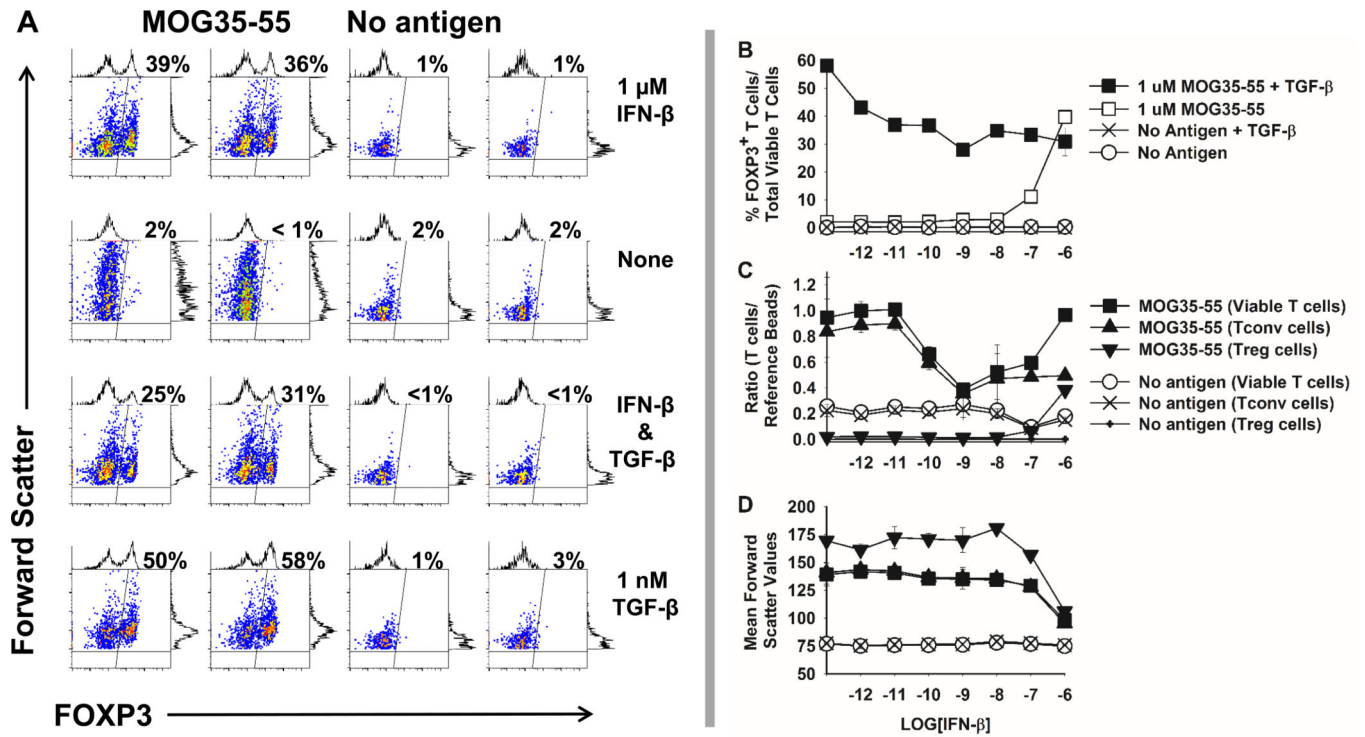 A
MOG35-55 No antigen
39% 36% 1% 1%
1 µM
IFN-β
2% < 1% 2% 2%
None
25% 31% <1% <1%
IFN-β
&
TGF-β
50% 58% 1% 3%
1 nM
TGF-β
Forward Scatter
FOXP3
B
% FOXP3+ T Cells/
Total Viable T Cells
60
50
40
30
20
10
0
-12 -11 -10 -9 -8 -7 -6
1 uM MOG35-55 + TGF-β
1 uM MOG35-55
No Antigen + TGF-β
No Antigen
C
Ratio (T cells/
Reference Beads)
1.2
1.0
0.8
0.6
0.4
0.2
0.0
-12 -11 -10 -9 -8 -7 -6
MOG35-55 (Viable T cells)
MOG35-55 (Tconv cells)
MOG35-55 (Treg cells)
No antigen (Viable T cells)
No antigen (Tconv cells)
No antigen (Treg cells)
D
Mean Forward
Scatter Values
200
175
150
125
100
75
50
-12 -11 -10 -9 -8 -7 -6
LOG[IFN-β]